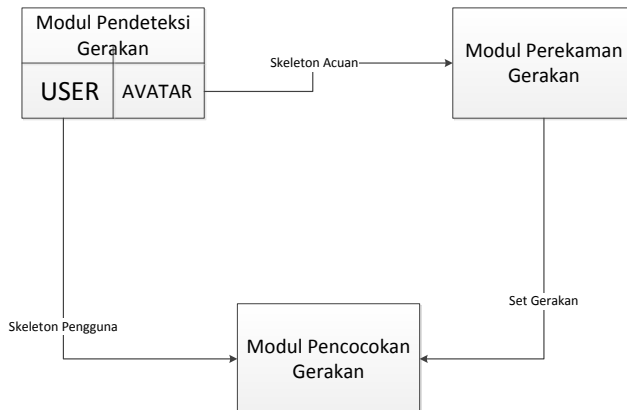 Modul Pendeteksi
Gerakan
USER
AVATAR
Skeleton Acuan
Modul Perekaman
Gerakan
Skeleton Pengguna
Set Gerakan
Modul Pencocokan
Gerakan